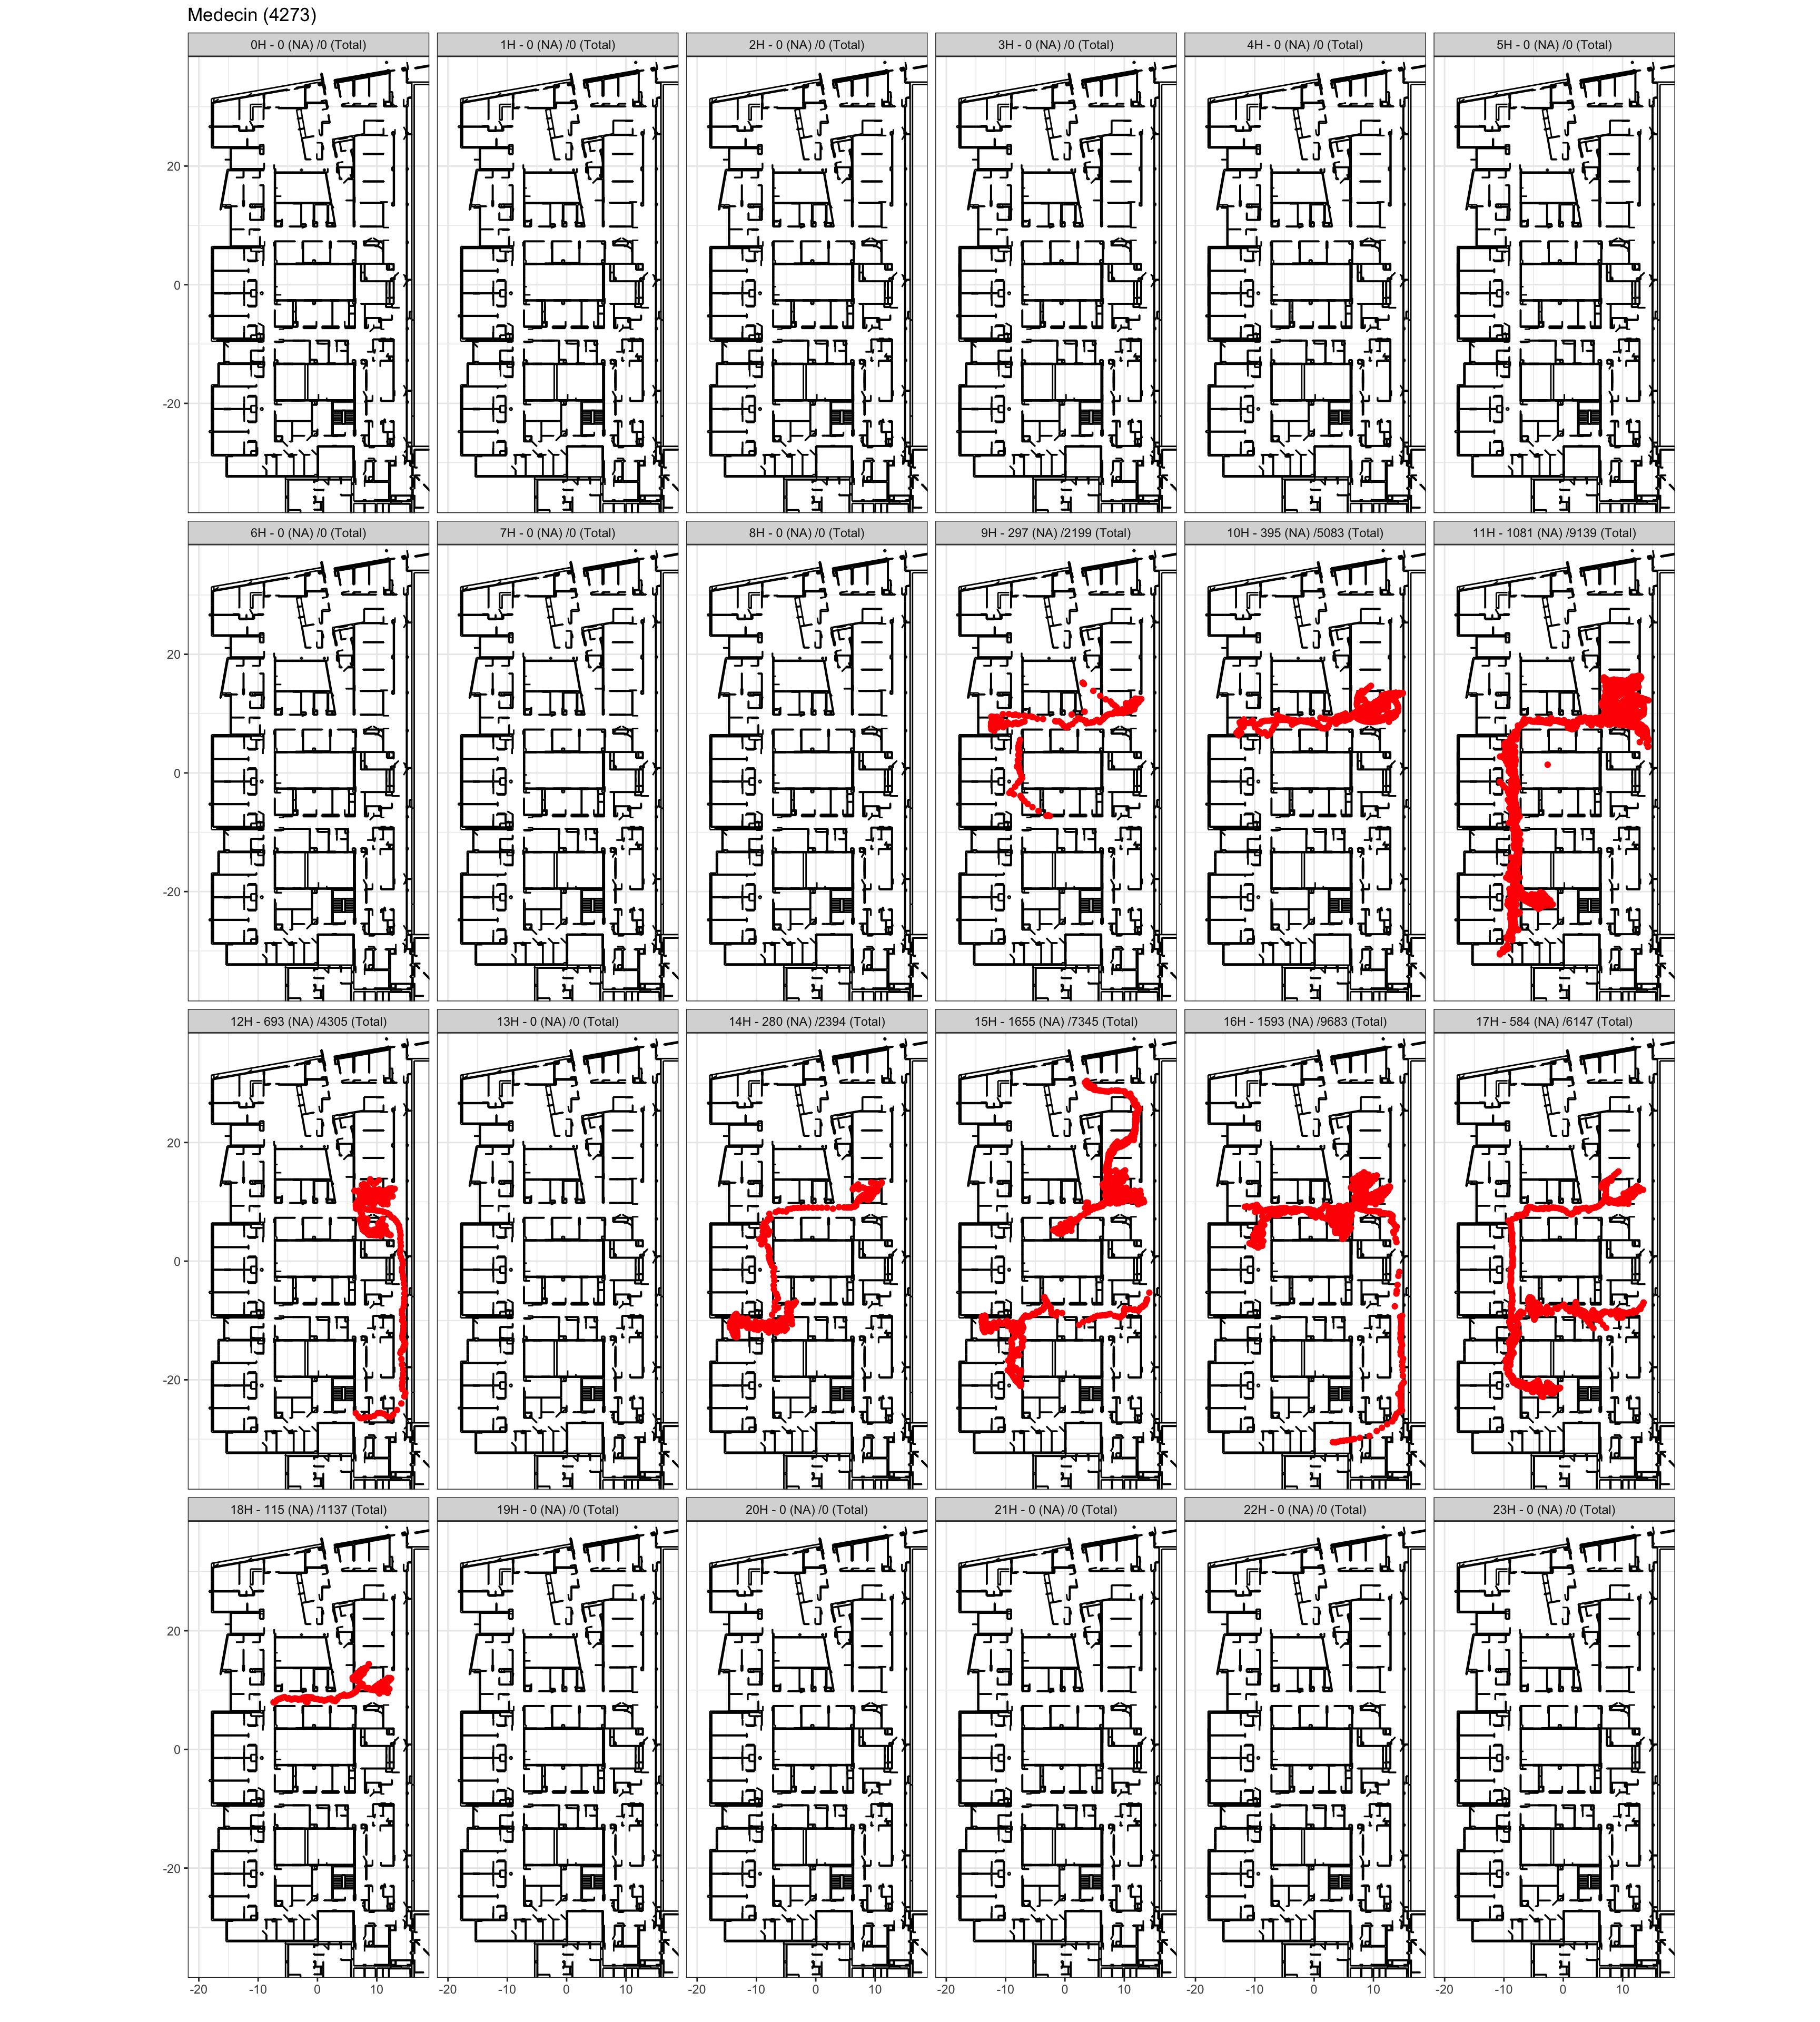 Medecin (4273)
0H - 0 (NA) /0 (Total) 1H - 0 (NA) /0 (Total) 2H - 0 (NA) /0 (Total) 3H - 0 (NA) /0 (Total) 4H - 0 (NA) /0 (Total) 5H - 0 (NA) /0 (Total)
20
0
-20
6H - 0 (NA) /0 (Total) 7H - 0 (NA) /0 (Total) 8H - 0 (NA) /0 (Total) 9H - 297 (NA) /2199 (Total) 10H - 395 (NA) /5083 (Total) 11H - 1081 (NA) /9139 (Total)
20
0
-20
12H - 693 (NA) /4305 (Total) 13H - 0 (NA) /0 (Total) 14H - 280 (NA) /2394 (Total) 15H - 1655 (NA) /7345 (Total) 16H - 1593 (NA) /9683 (Total) 17H - 584 (NA) /6147 (Total)
20
0
-20
18H - 115 (NA) /1137 (Total) 19H - 0 (NA) /0 (Total) 20H - 0 (NA) /0 (Total) 21H - 0 (NA) /0 (Total) 22H - 0 (NA) /0 (Total) 23H - 0 (NA) /0 (Total)
20
0
-20
-20 -10 0 10 -20 -10 0 10 -20 -10 0 10 -20 -10 0 10 -20 -10 0 10 -20 -10 0 10